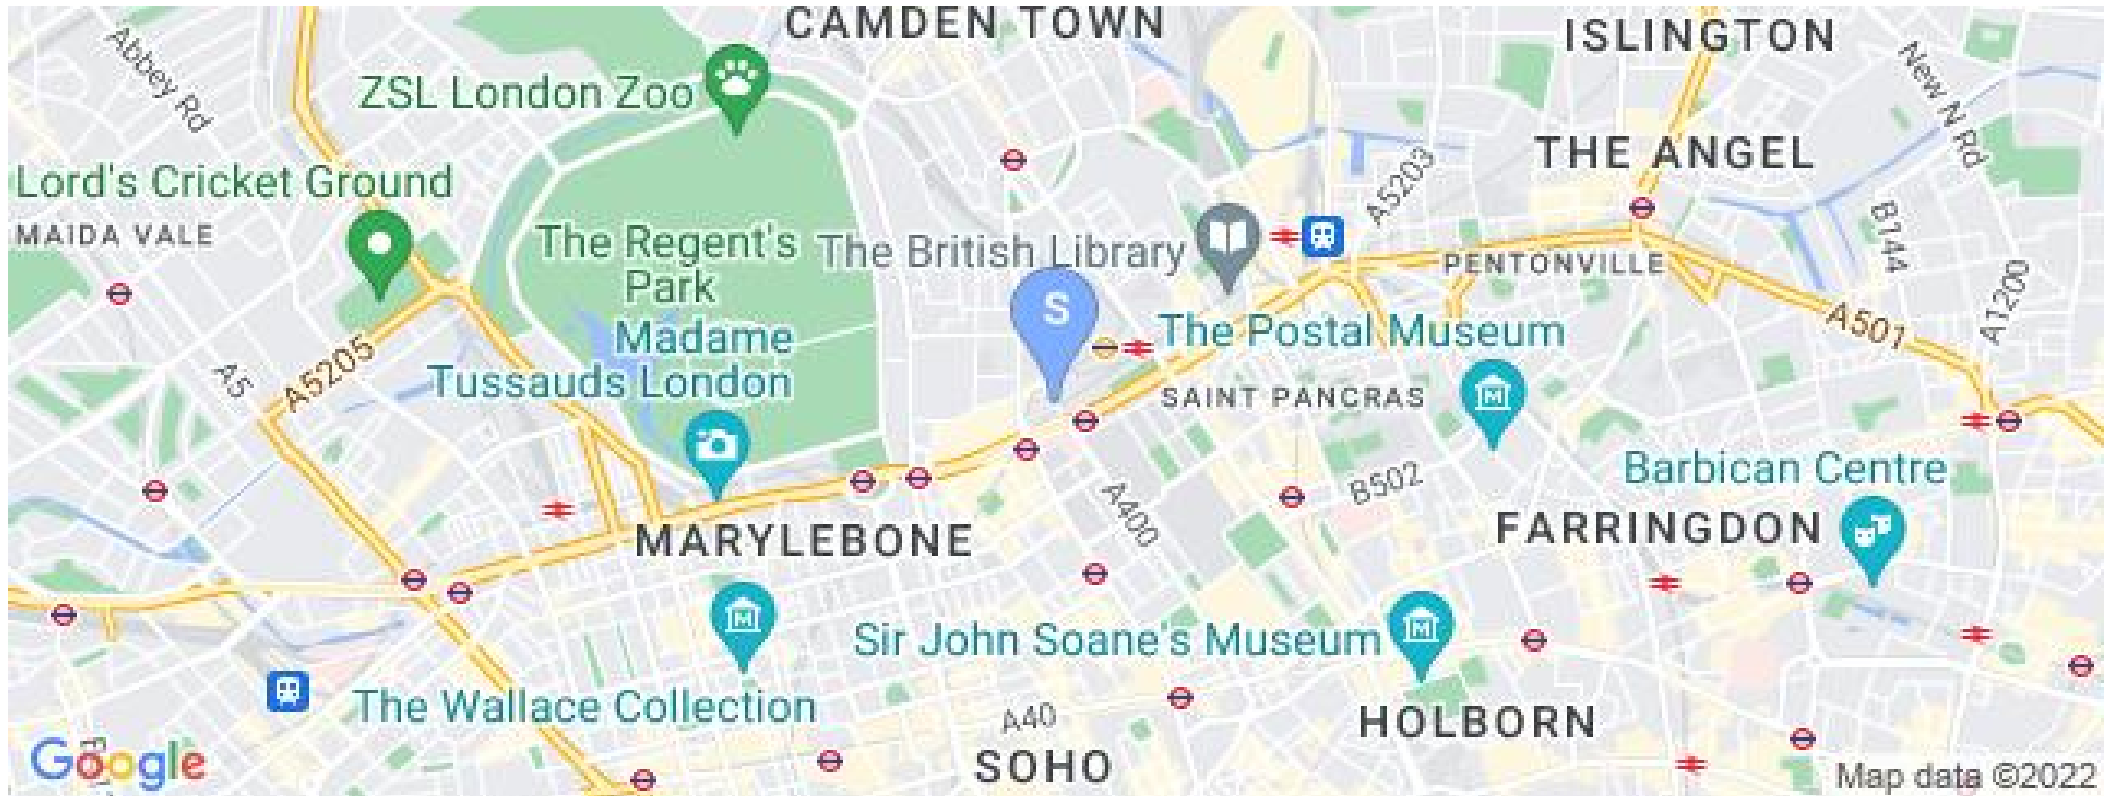 CAMDEN TOWN
ISLINGTON
Abbey Rd
ZSL London Zoo
New N Rd
THE ANGEL
Lord's Cricket Ground
A5203
MAIDA VALE
The Regent's
Park
The British Library
B144
PENTONVILLE
S
A1200
Madame
Tussauds London
The Postal Museum
A501
A5205
A5
SAINT PANCRAS
Barbican Centre
B502
A400
MARYLEBONE
FARRINGDON
Sir John Soane's Museum
The Wallace Collection
A40
HOLBORN
SOHO
Google
Map data ©2022